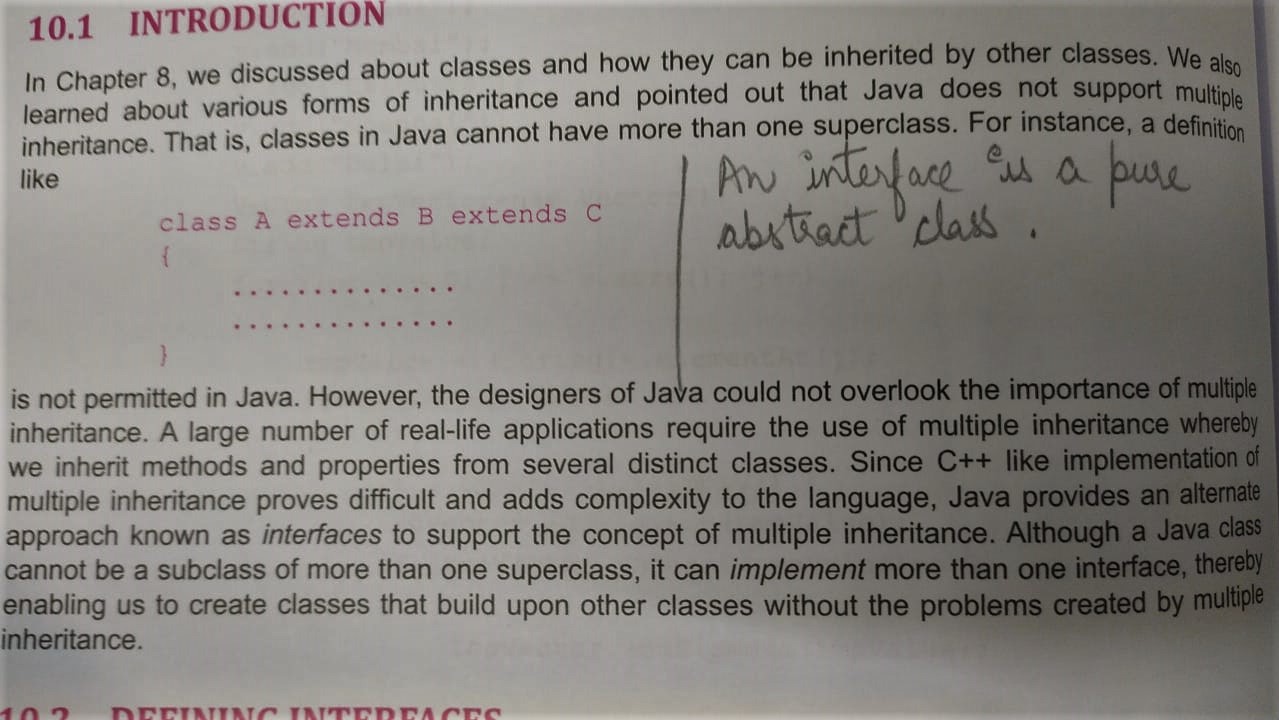 10.1 INTRODUCTION
In Chapter 8, we discussed about classes and how they can be inherited by other classes. We also
learned about various forms of inheritance and pointed out that Java does not support multiple
inheritance. That is, classes in Java cannot have more than one superclass. For instance, a definition
like
An interface is a pure
abstract class.
class A extends B extends C
{
..............
..............
}
is not permitted in Java. However, the designers of Java could not overlook the importance of multiple
inheritance. A large number of real-life applications require the use of multiple inheritance whereby
we inherit methods and properties from several distinct classes. Since C++ like implementation of
multiple inheritance proves difficult and adds complexity to the language, Java provides an alternate
approach known as interfaces to support the concept of multiple inheritance. Although a Java class
cannot be a subclass of more than one superclass, it can implement more than one interface, thereby
enabling us to create classes that build upon other classes without the problems created by multiple
inheritance.
10.2 DEFINING INTERFACES